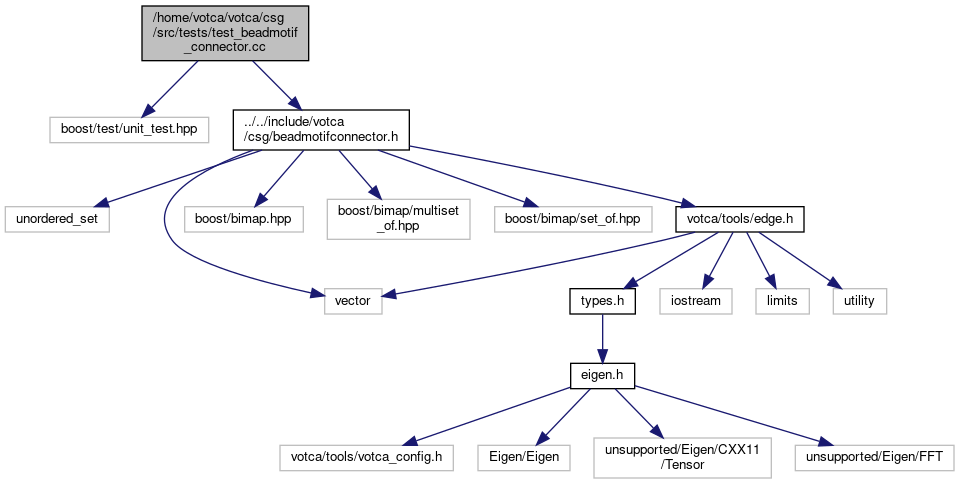 /home/votca/votca/csg
/src/tests/test_beadmotif
_connector.cc
boost/test/unit_test.hpp
../../include/votca
/csg/beadmotifconnector.h
unordered_set
boost/bimap.hpp
boost/bimap/multiset
_of.hpp
boost/bimap/set_of.hpp
votca/tools/edge.h
vector
types.h
iostream
limits
utility
eigen.h
votca/tools/votca_config.h
Eigen/Eigen
unsupported/Eigen/CXX11
/Tensor
unsupported/Eigen/FFT